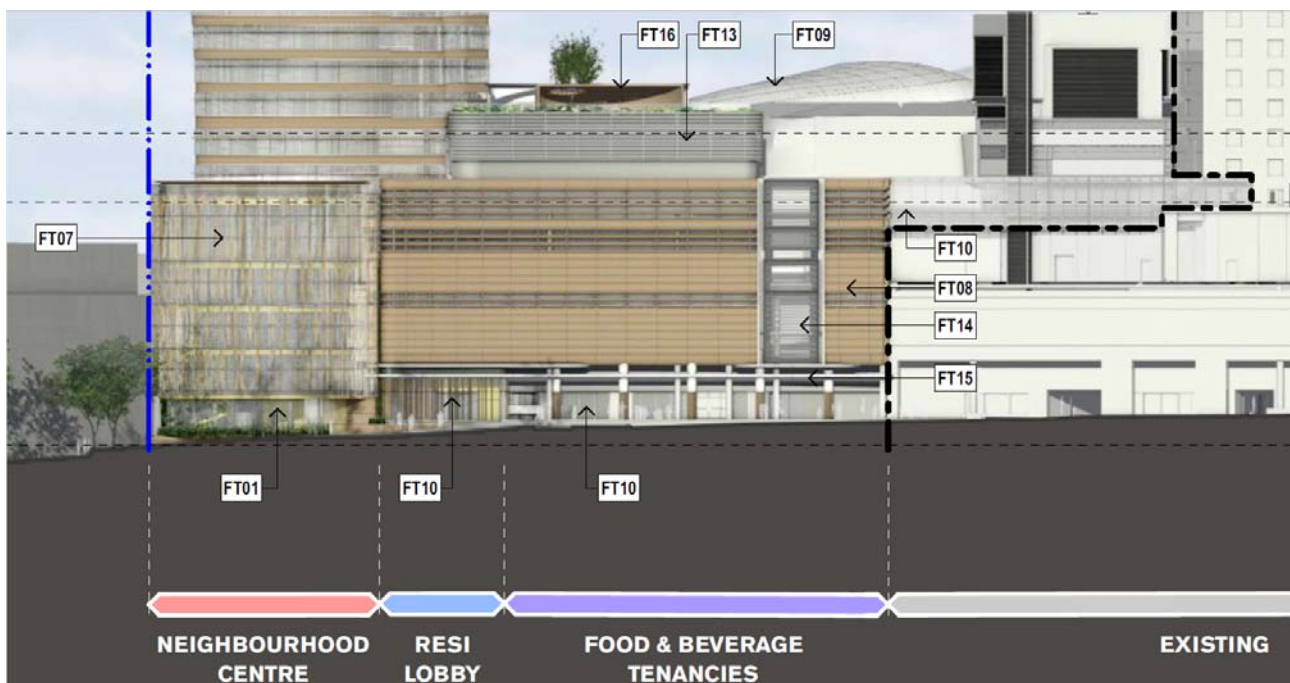 FT16
FT13
FT09
FT07
FT10
FT08
FT14
FT15
FT01
FT10
FT10
NEIGHBOURHOOD
CENTRE
RESI
LOBBY
FOOD & BEVERAGE
TENANCIES
EXISTING